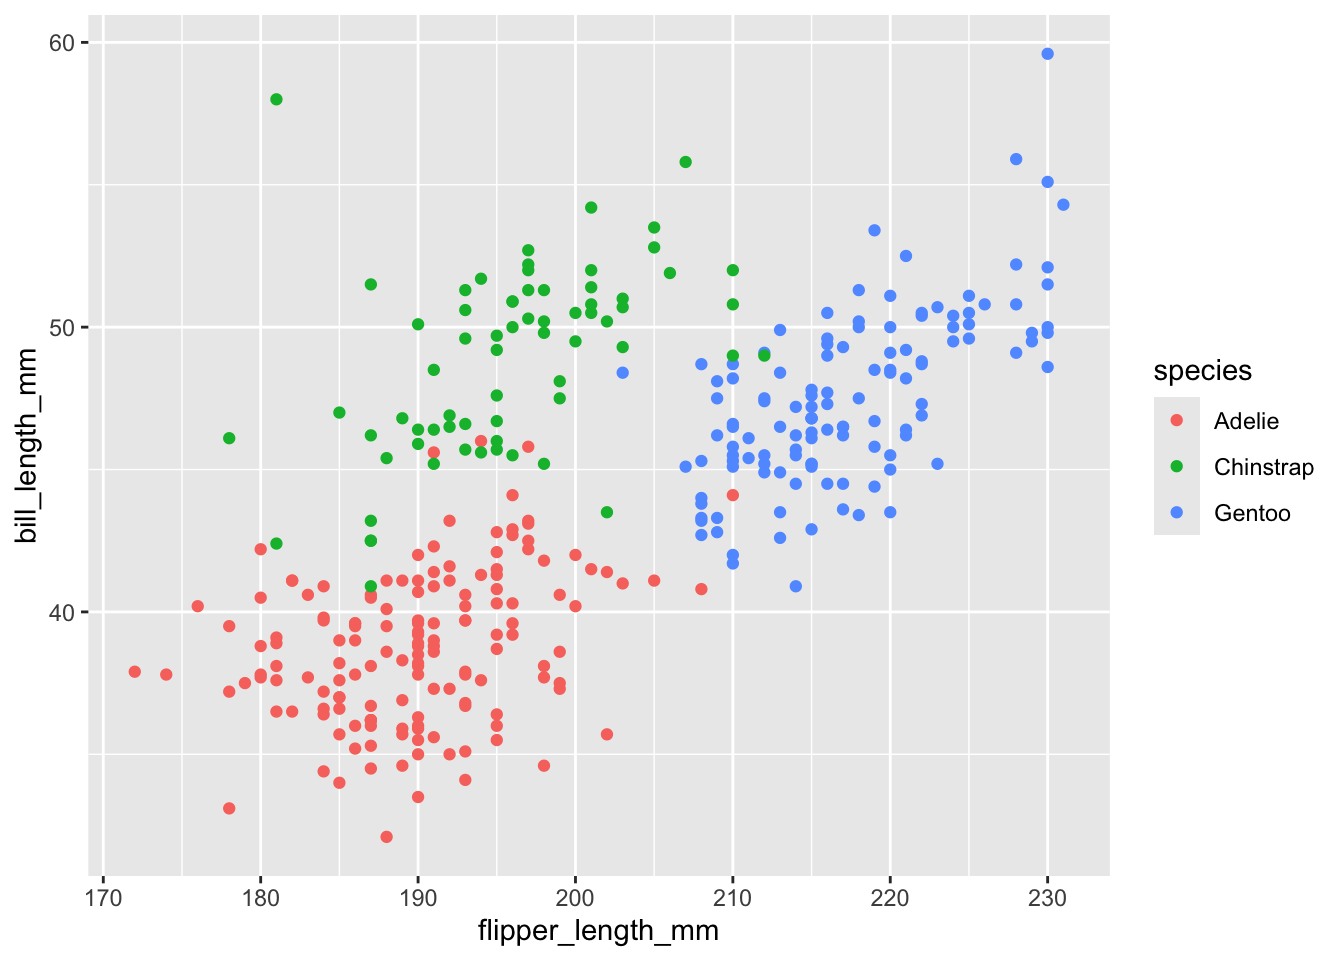 60
50
40
bill_length_mm
170 180 190 200 210 220 230
flipper_length_mm
species
Adelie
Chinstrap
Gentoo